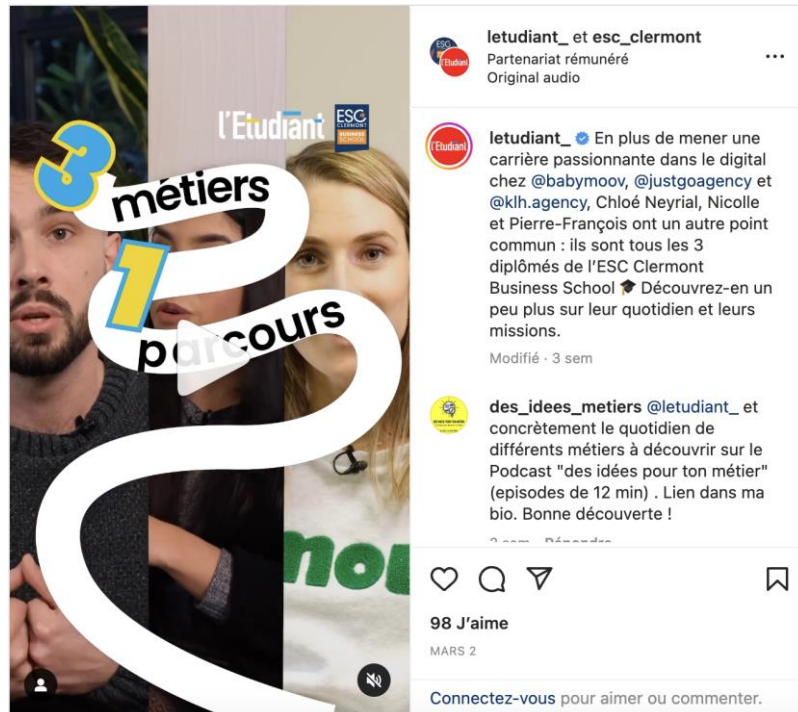 l'Etudiant
ESC
CLERMONT
BUSINESS
SCHOOL
3
métiers
1
parcours
nou
letudiant_ et esc_clermont
Partenariat rémunéré
Original audio
l'Etudiant
letudiant_ En plus de mener une
carrière passionnante dans le digital
chez @babymoov, @justgoagency et
@klh.agency, Chloé Neyrial, Nicolle
et Pierre-François ont un autre point
commun : ils sont tous les 3
diplômés de l'ESC Clermont
Business School 🎓 Découvrez-en un
peu plus sur leur quotidien et leurs
missions.
Modifié · 3 sem
des_idees_metiers @letudiant_ et
concrètement le quotidien de
différents métiers à découvrir sur le
Podcast "des idées pour ton métier"
(episodes de 12 min) . Lien dans ma
bio. Bonne découverte !
98 J'aime
MARS 2
Connectez-vous pour aimer ou commenter.